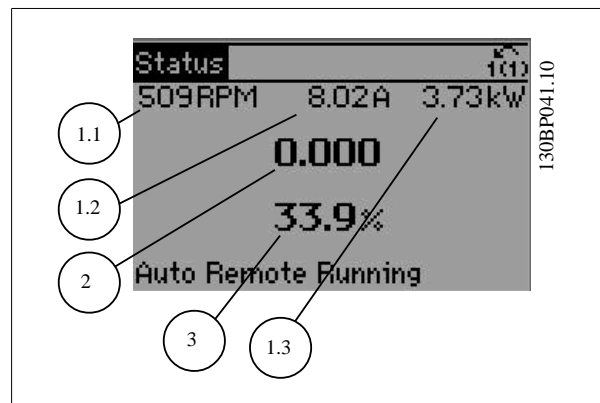 Status 1(1)
509RPM 8.02A 3.73kW
0.000
33.9%
Auto Remote Running
1.1
1.2
2
3
1.3
130BP041.10